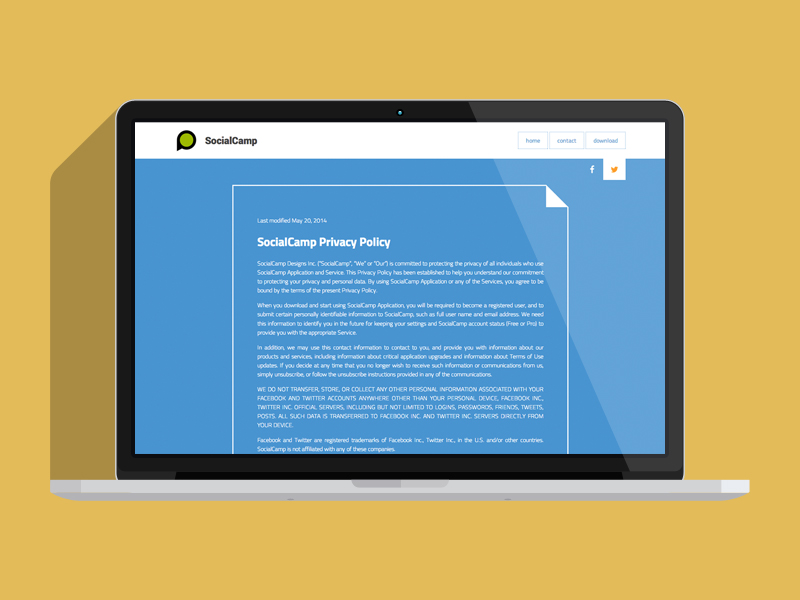 SocialCamp
home
contact
download
Last modified May 20, 2014
SocialCamp Privacy Policy
SocialCamp Designs Inc. ("SocialCamp", "We" or "Our") is committed to protecting the privacy of all individuals who use
SocialCamp Application and Service. This Privacy Policy has been established to help you understand our commitment
to protecting your privacy and personal data. By using SocialCamp Application or any of the Services, you agree to be
bound by the terms of the present Privacy Policy.
When you download and start using SocialCamp Application, you will be required to become a registered user, and to
submit certain personally identifiable information to SocialCamp, such as full user name and email address. We need
this information to identify you in the future for keeping your settings and SocialCamp account status (Free or Pro) to
provide you with the appropriate Service.
In addition, we may use this contact information to contact to you, and provide you with information about our
products and services, including information about critical application upgrades and information about Terms of Use
updates. If you decide at any time that you no longer wish to receive such information or communications from us,
simply unsubscribe, or follow the unsubscribe instructions provided in any of the communications.
WE DO NOT TRANSFER, STORE, OR COLLECT ANY OTHER PERSONAL INFORMATION ASSOCIATED WITH YOUR
FACEBOOK AND TWITTER ACCOUNTS ANYWHERE OTHER THAN YOUR PERSONAL DEVICE, FACEBOOK INC.,
TWITTER INC. OFFICIAL SERVERS, INCLUDING BUT NOT LIMITED TO LOGINS, PASSWORDS, FRIENDS, TWEETS,
POSTS. ALL SUCH DATA IS TRANSFERRED TO FACEBOOK INC. AND TWITTER INC. SERVERS DIRECTLY FROM
YOUR DEVICE.
Facebook and Twitter are registered trademarks of Facebook Inc., Twitter Inc., in the U.S. and/or other countries.
SocialCamp is not affiliated with any of these companies.